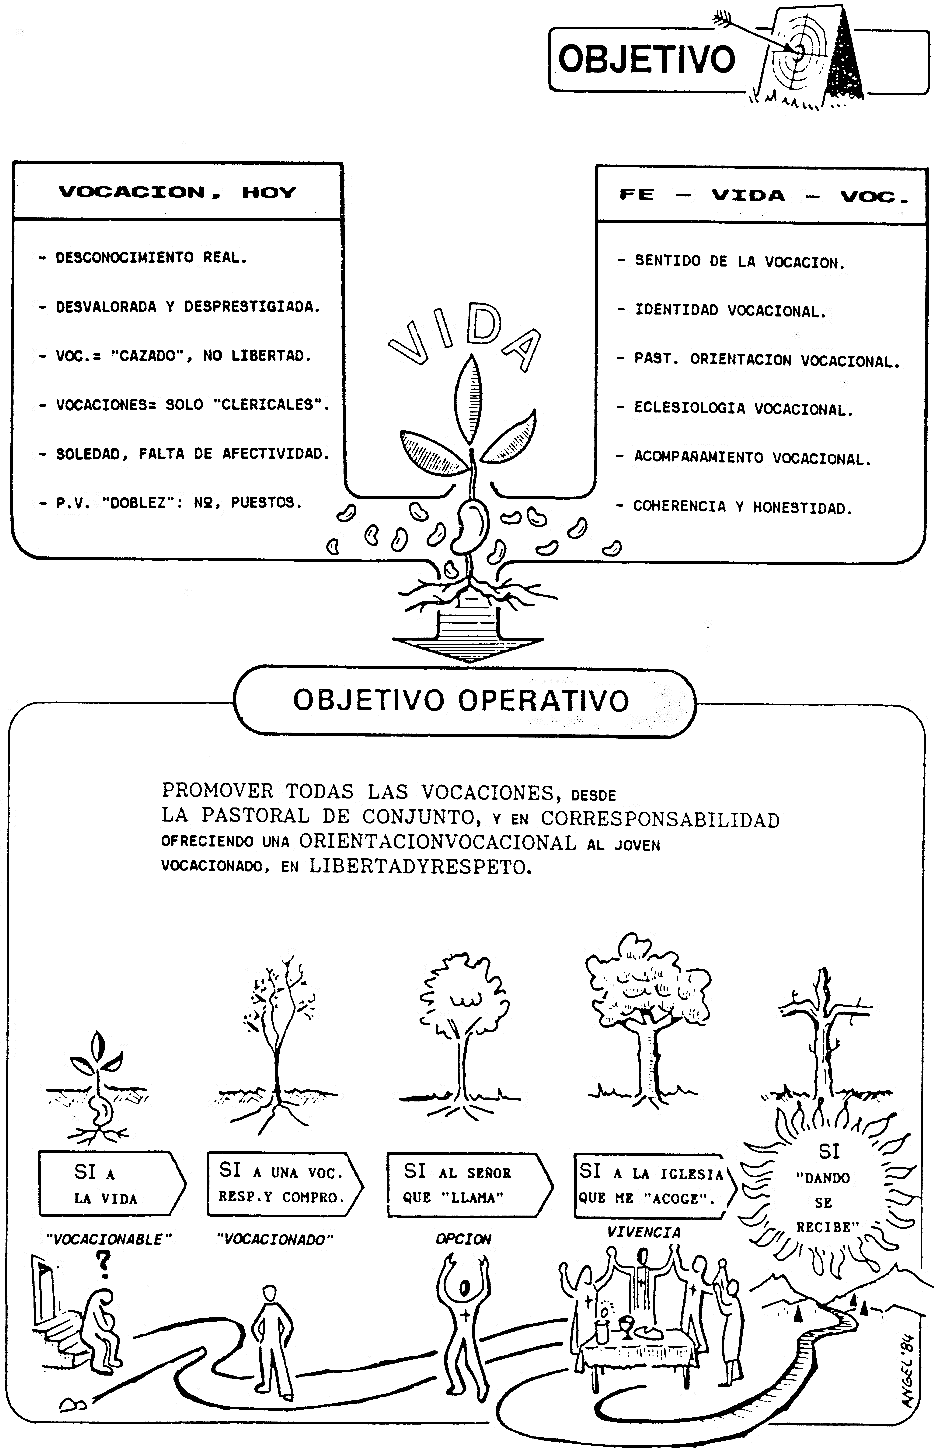 OBJETIVO
VOCACION, HOY
- DESCONOCIMIENTO REAL.
- DESVALORADA Y DESPRESTIGIADA.
- VOC.= "CAZADO", NO LIBERTAD.
- VOCACIONES= SOLO "CLERICALES".
- SOLEDAD, FALTA DE AFECTIVIDAD.
- P.V. "DOBLEZ": Nº, PUESTOS.
VIDA
FE - VIDA - VOC.
- SENTIDO DE LA VOCACION.
- IDENTIDAD VOCACIONAL.
- PAST. ORIENTACION VOCACIONAL.
- ECLESIOLOGIA VOCACIONAL.
- ACOMPAÑAMIENTO VOCACIONAL.
- COHERENCIA Y HONESTIDAD.
OBJETIVO OPERATIVO
PROMOVER TODAS LAS VOCACIONES, DESDE
LA PASTORAL DE CONJUNTO, Y EN CORRESPONSABILIDAD
OFRECIENDO UNA ORIENTACIONVOCACIONAL AL JOVEN
VOCACIONADO, EN LIBERTADYRESPETO.
SI A
LA VIDA
"VOCACIONABLE"
?
SI A UNA VOC.
RESP.Y COMPRO.
"VOCACIONADO"
SI AL SEÑOR
QUE "LLAMA"
OPCION
SI A LA IGLESIA
QUE ME "ACOGE".
VIVENCIA
SI
"DANDO
SE
RECIBE"
ANGEL '84